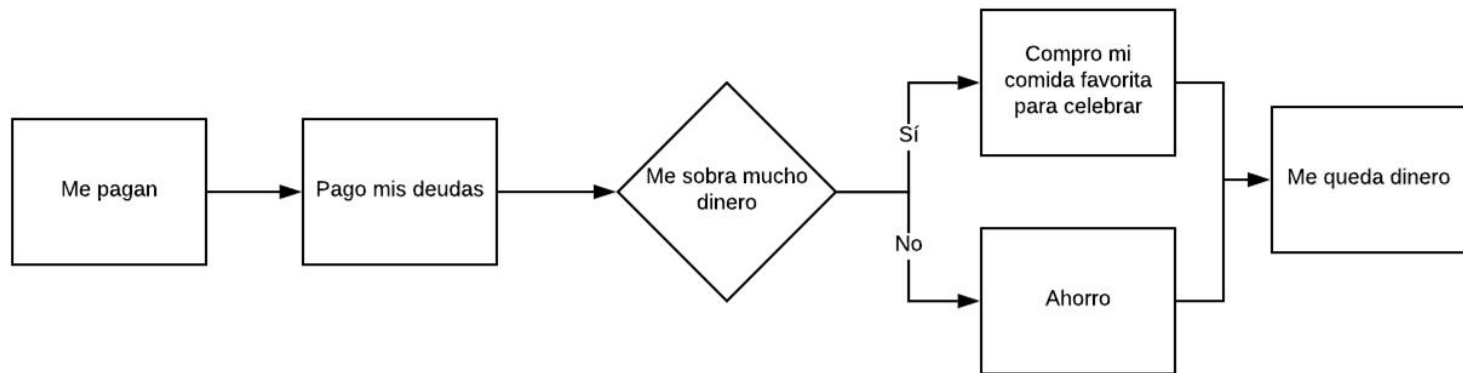 Me pagan
Pago mis deudas
Me sobra mucho
dinero
Sí
No
Compro mi
comida favorita
para celebrar
Ahorro
Me queda dinero